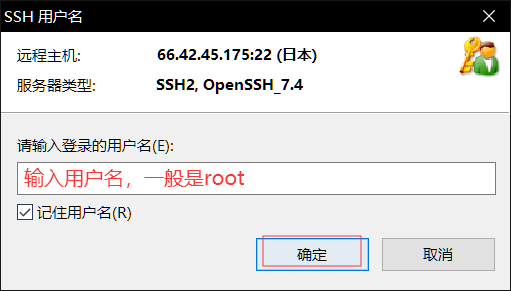 SSH 用户名
远程主机: 66.42.45.175:22 (日本)
服务器类型: SSH2, OpenSSH_7.4
请输入登录的用户名(E):
输入用户名，一般是root
记住用户名(R)
确定 取消